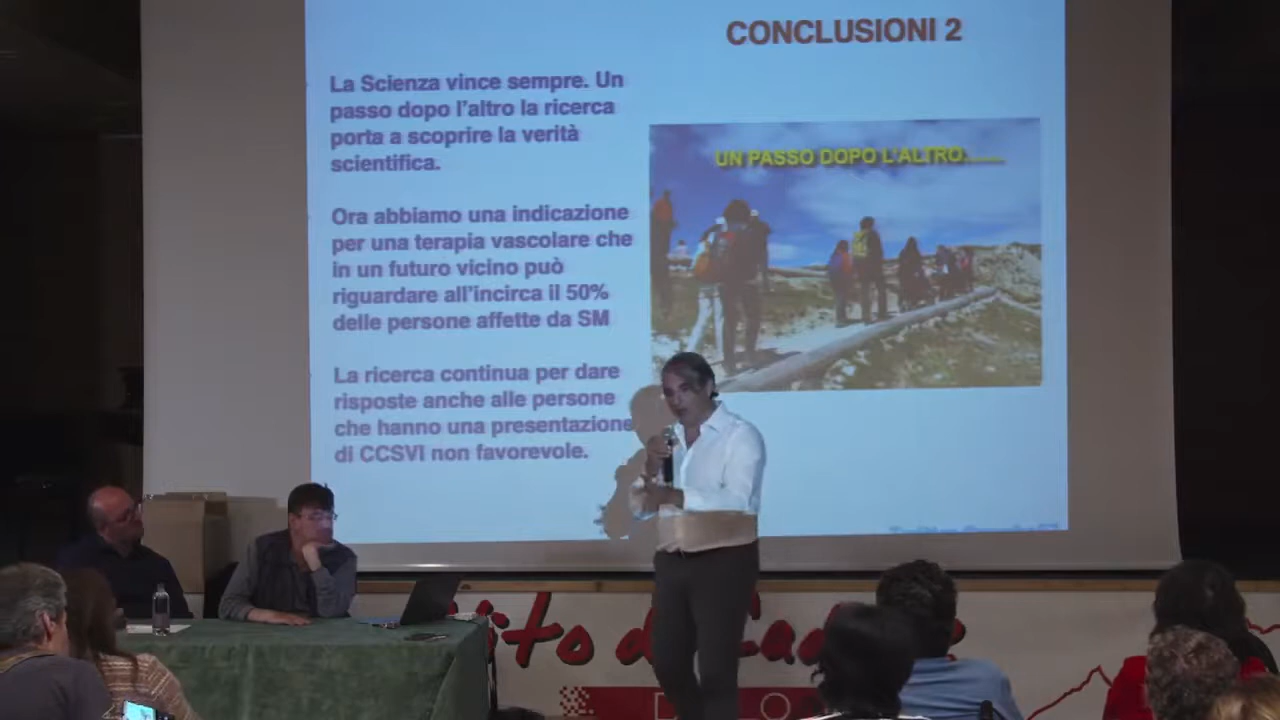 CONCLUSIONI 2
La Scienza vince sempre. Un
passo dopo l'altro la ricerca
porta a scoprire la verità
scientifica.
Ora abbiamo una indicazione
per una terapia vascolare che
in un futuro vicino può
riguardare all'incirca il 50%
delle persone affette da SM
La ricerca continua per dare
risposte anche alle persone
che hanno una presentazione
di CCSVI non favorevole.
UN PASSO DOPO L'ALTRO......